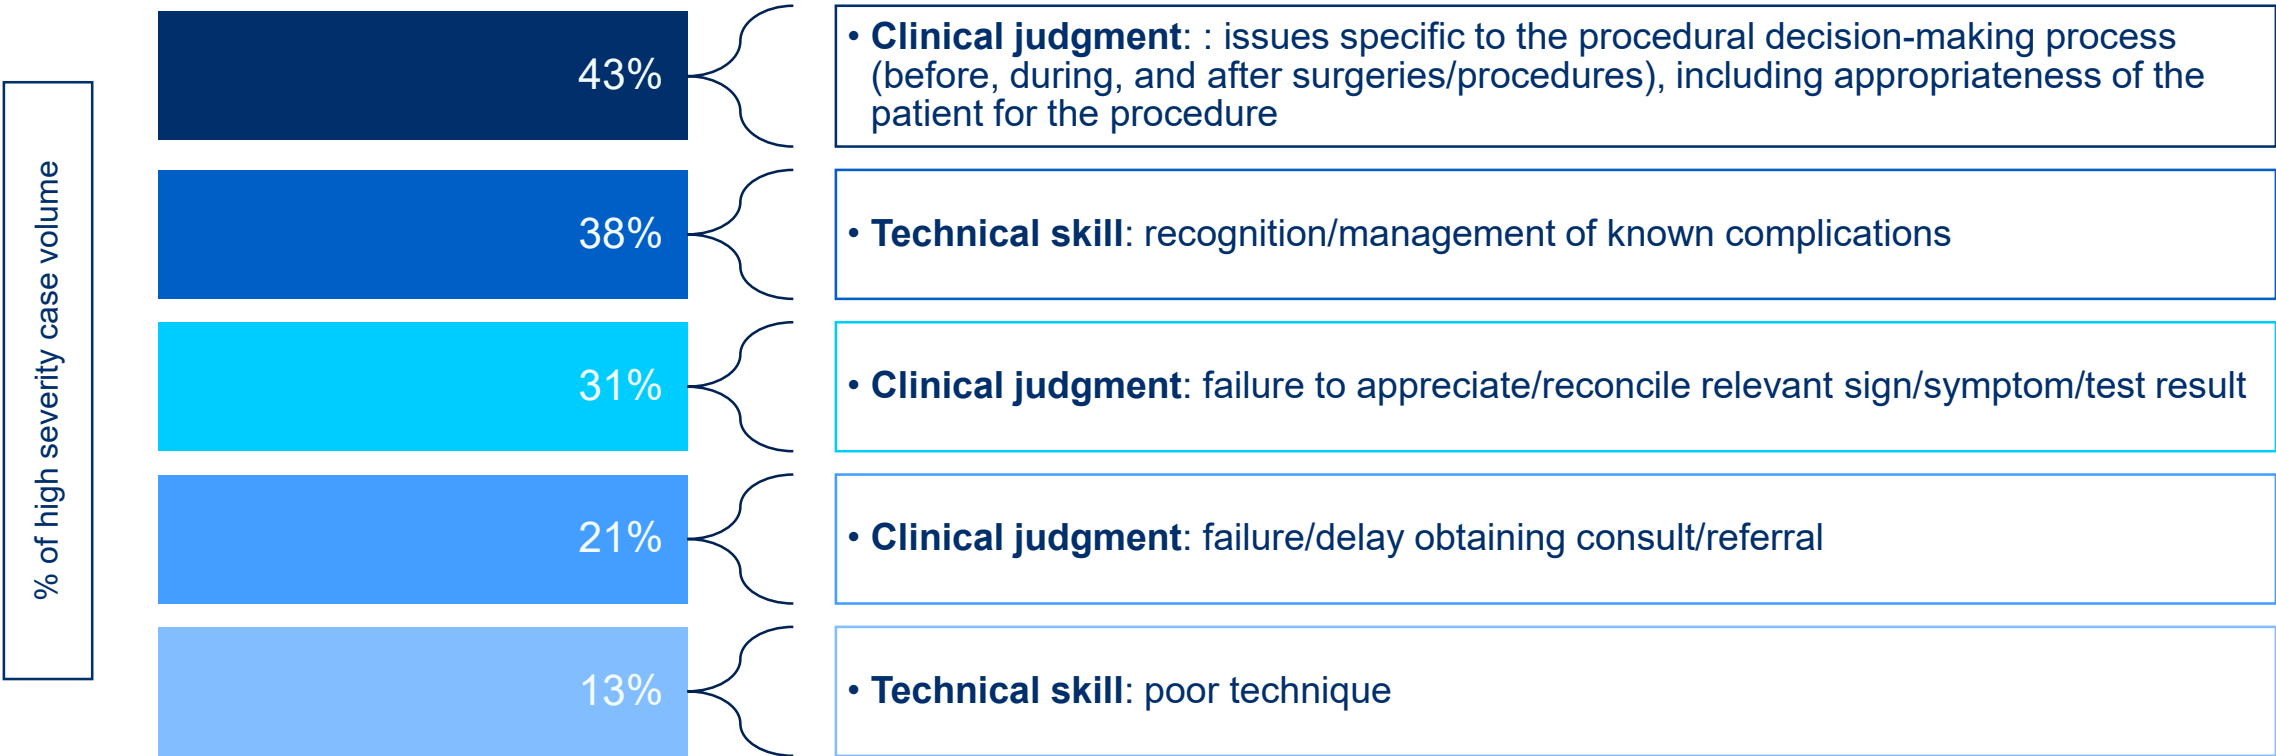 % of high severity case volume
43%
• Clinical judgment: : issues specific to the procedural decision-making process
(before, during, and after surgeries/procedures), including appropriateness of the
patient for the procedure
38%
• Technical skill: recognition/management of known complications
31%
• Clinical judgment: failure to appreciate/reconcile relevant sign/symptom/test result
21%
• Clinical judgment: failure/delay obtaining consult/referral
13%
• Technical skill: poor technique